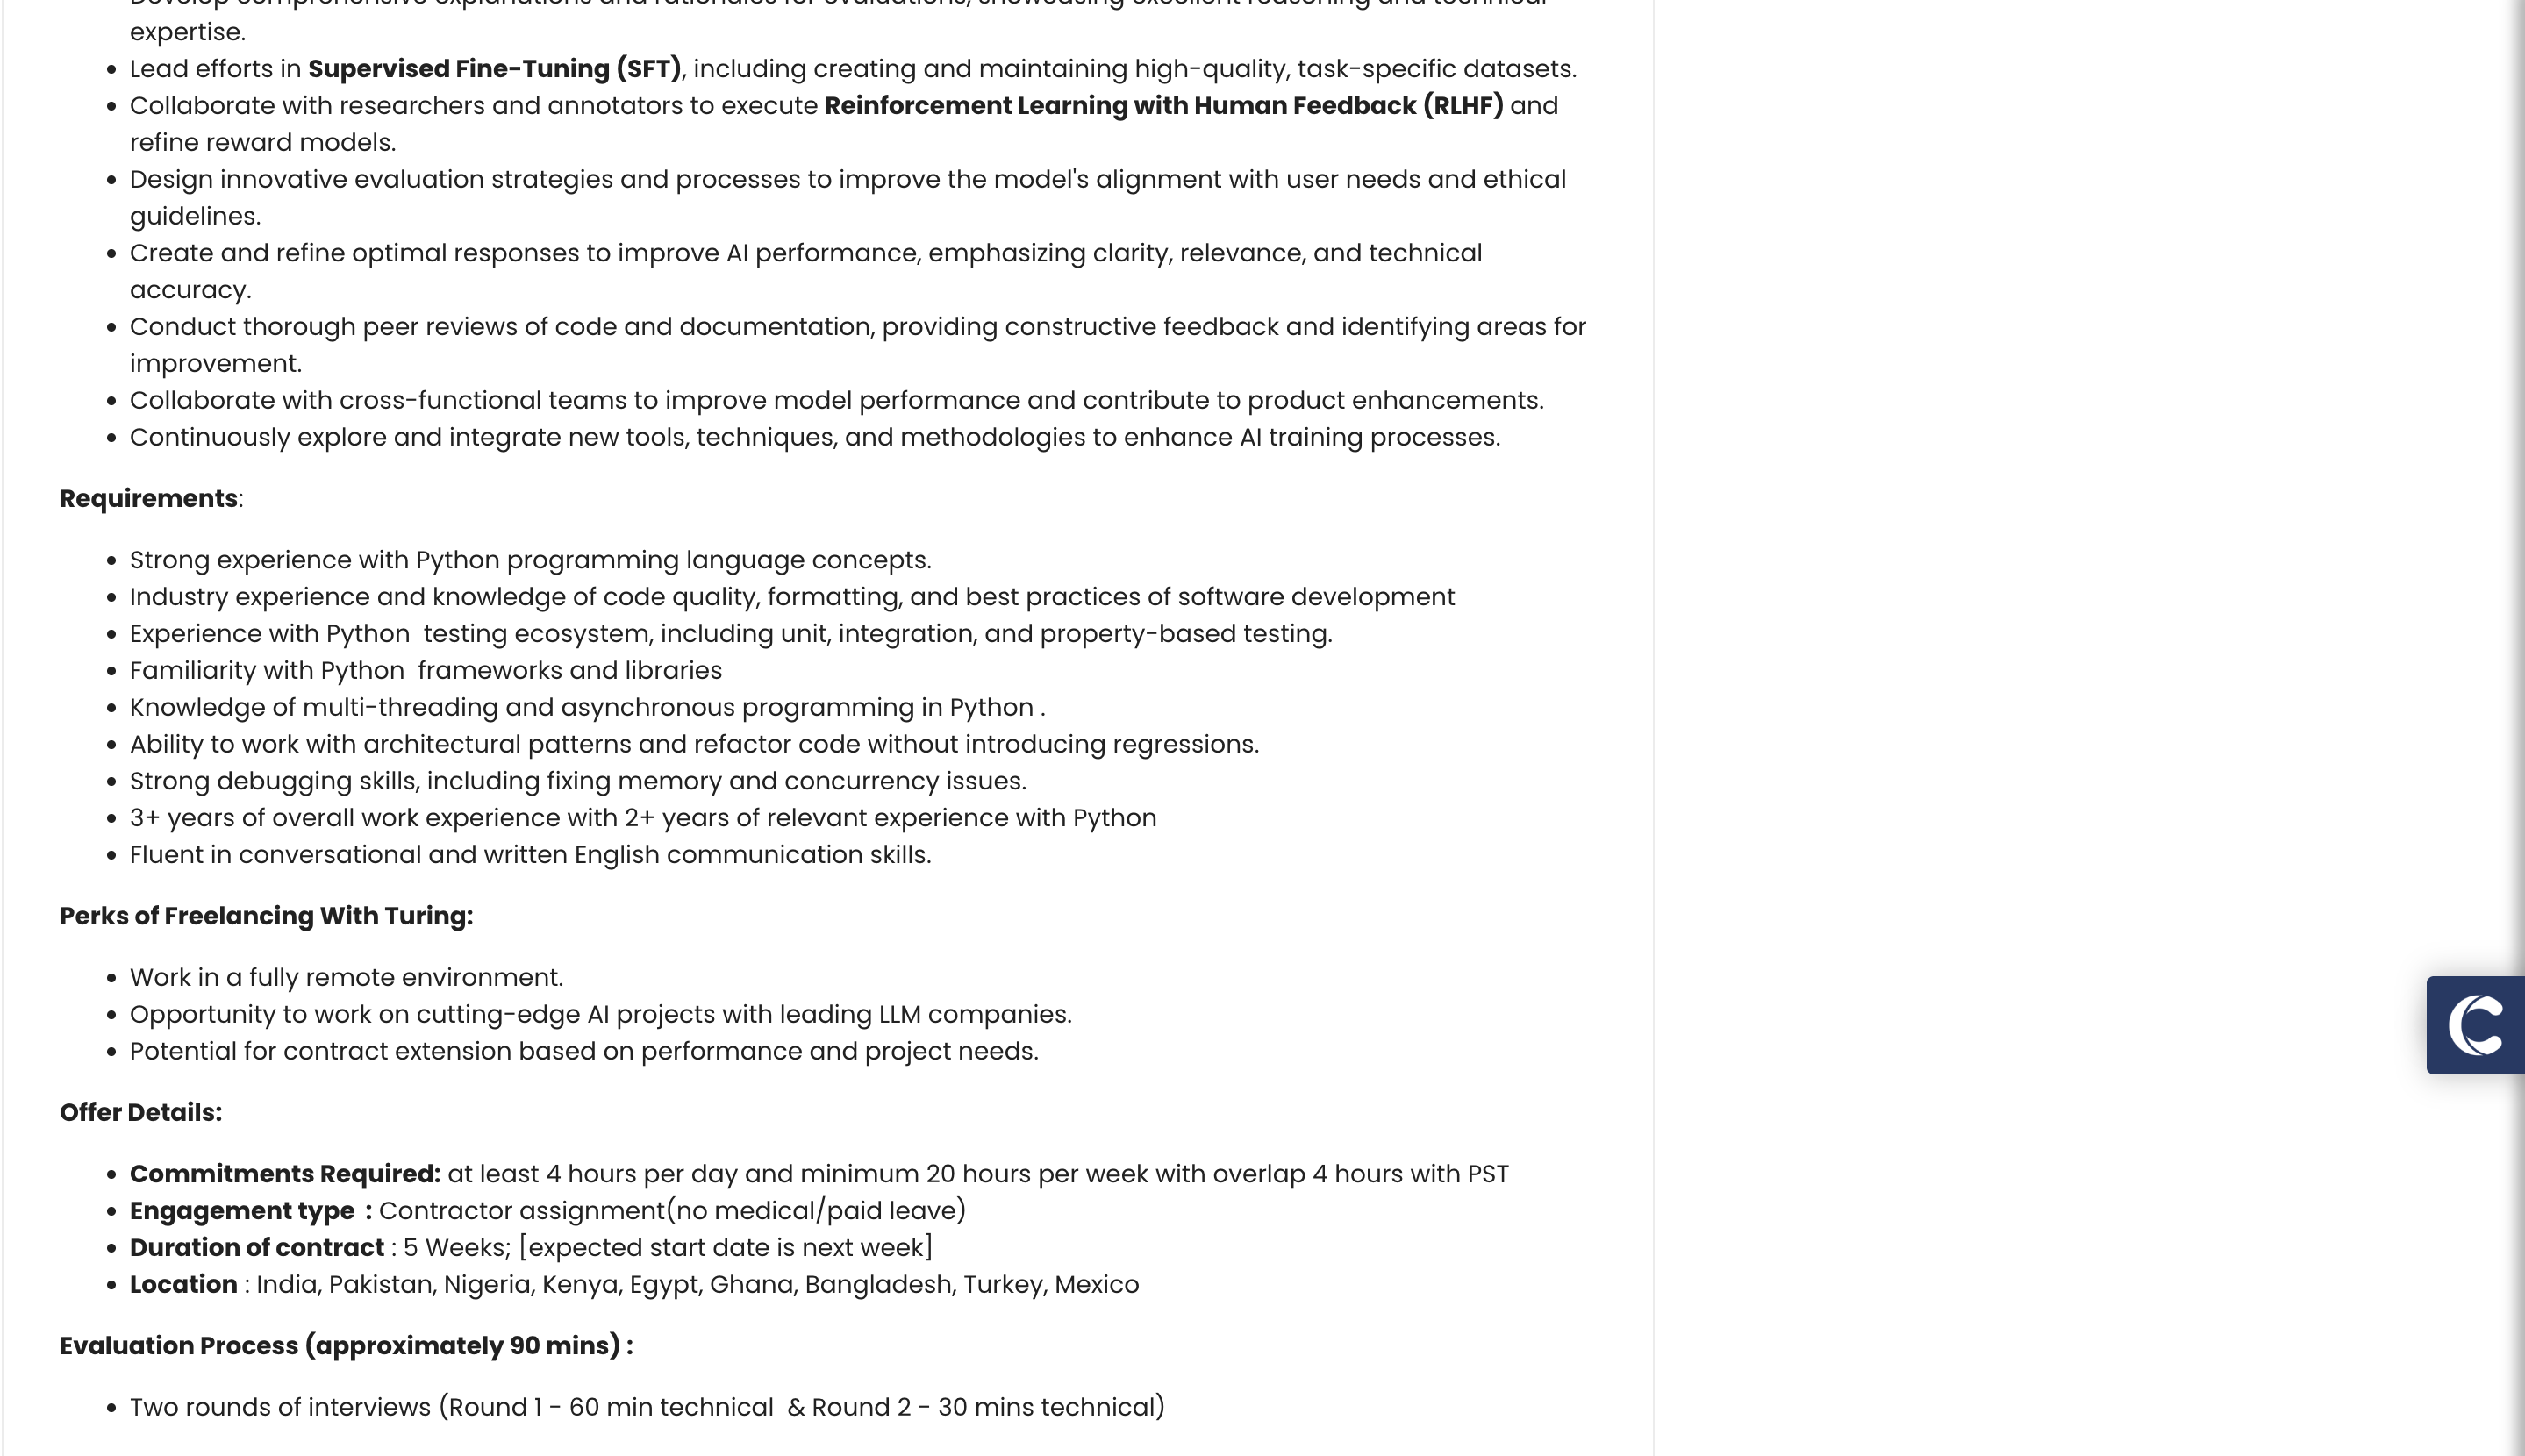 Develop comprehensive explanations and rationales for evaluations, showcasing excellent reasoning and technical
expertise.
Lead efforts in Supervised Fine-Tuning (SFT), including creating and maintaining high-quality, task-specific datasets.
Collaborate with researchers and annotators to execute Reinforcement Learning with Human Feedback (RLHF) and
refine reward models.
Design innovative evaluation strategies and processes to improve the model's alignment with user needs and ethical
guidelines.
Create and refine optimal responses to improve AI performance, emphasizing clarity, relevance, and technical
accuracy.
Conduct thorough peer reviews of code and documentation, providing constructive feedback and identifying areas for
improvement.
Collaborate with cross-functional teams to improve model performance and contribute to product enhancements.
Continuously explore and integrate new tools, techniques, and methodologies to enhance AI training processes.
Requirements:
Strong experience with Python programming language concepts.
Industry experience and knowledge of code quality, formatting, and best practices of software development
Experience with Python  testing ecosystem, including unit, integration, and property-based testing.
Familiarity with Python  frameworks and libraries
Knowledge of multi-threading and asynchronous programming in Python .
Ability to work with architectural patterns and refactor code without introducing regressions.
Strong debugging skills, including fixing memory and concurrency issues.
3+ years of overall work experience with 2+ years of relevant experience with Python
Fluent in conversational and written English communication skills.
Perks of Freelancing With Turing:
Work in a fully remote environment.
Opportunity to work on cutting-edge AI projects with leading LLM companies.
Potential for contract extension based on performance and project needs.
Offer Details:
Commitments Required: at least 4 hours per day and minimum 20 hours per week with overlap 4 hours with PST
Engagement type  : Contractor assignment(no medical/paid leave)
Duration of contract : 5 Weeks; [expected start date is next week]
Location : India, Pakistan, Nigeria, Kenya, Egypt, Ghana, Bangladesh, Turkey, Mexico
Evaluation Process (approximately 90 mins) :
Two rounds of interviews (Round 1 - 60 min technical  & Round 2 - 30 mins technical)